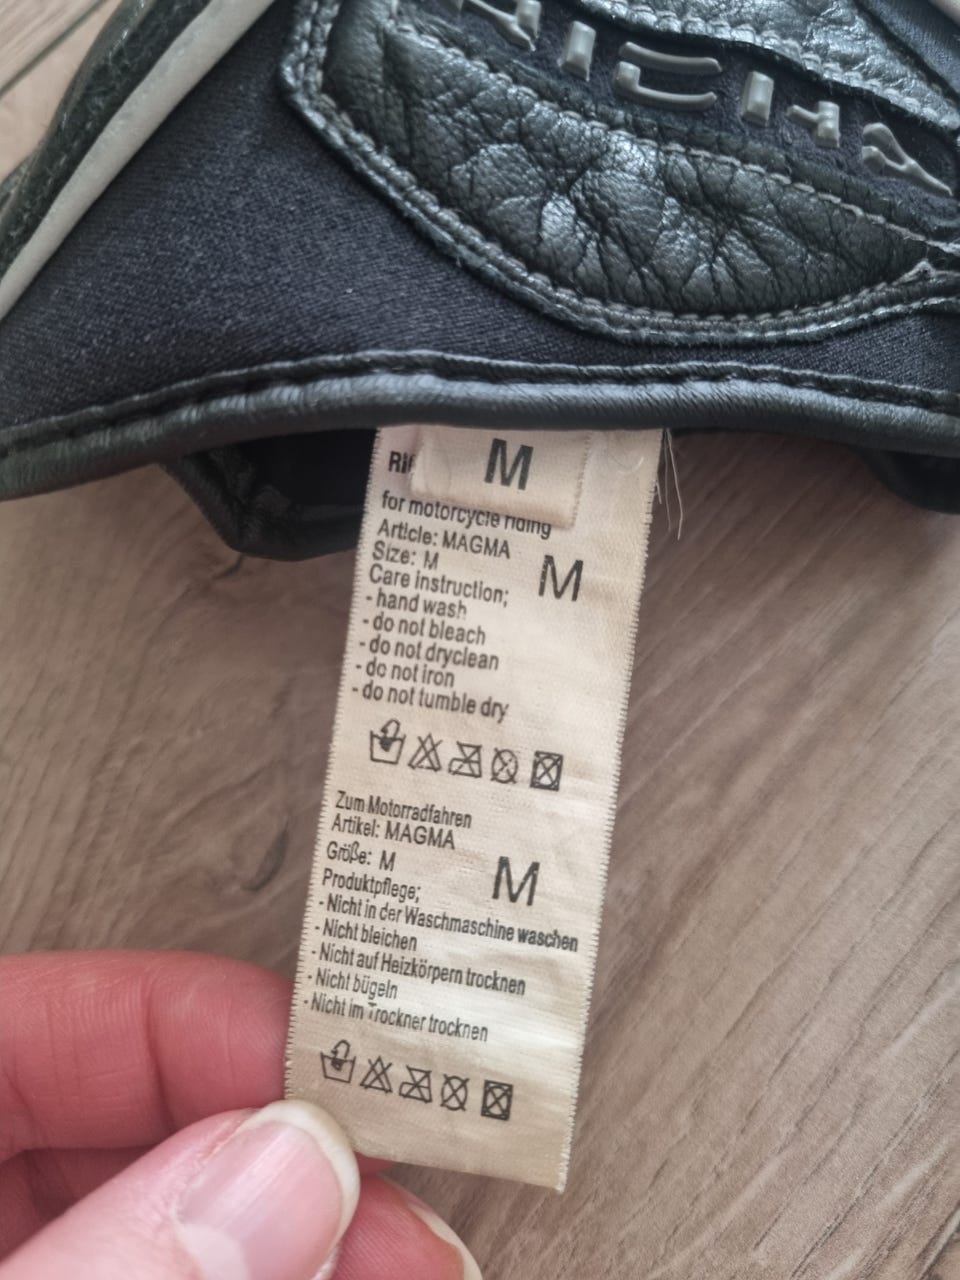 M
for motorcycle riding
Article: MAGMA
Size: M
M
Care instruction;
- hand wash
- do not bleach
- do not dryclean
- do not iron
- do not tumble dry
Zum Motorradfahren
Artikel: MAGMA
Größe: M
M
Produktpflege;
- Nicht in der Waschmaschine waschen
- Nicht bleichen
- Nicht auf Heizkörpern trocknen
- Nicht bügeln
- Nicht im Trockner trocknen